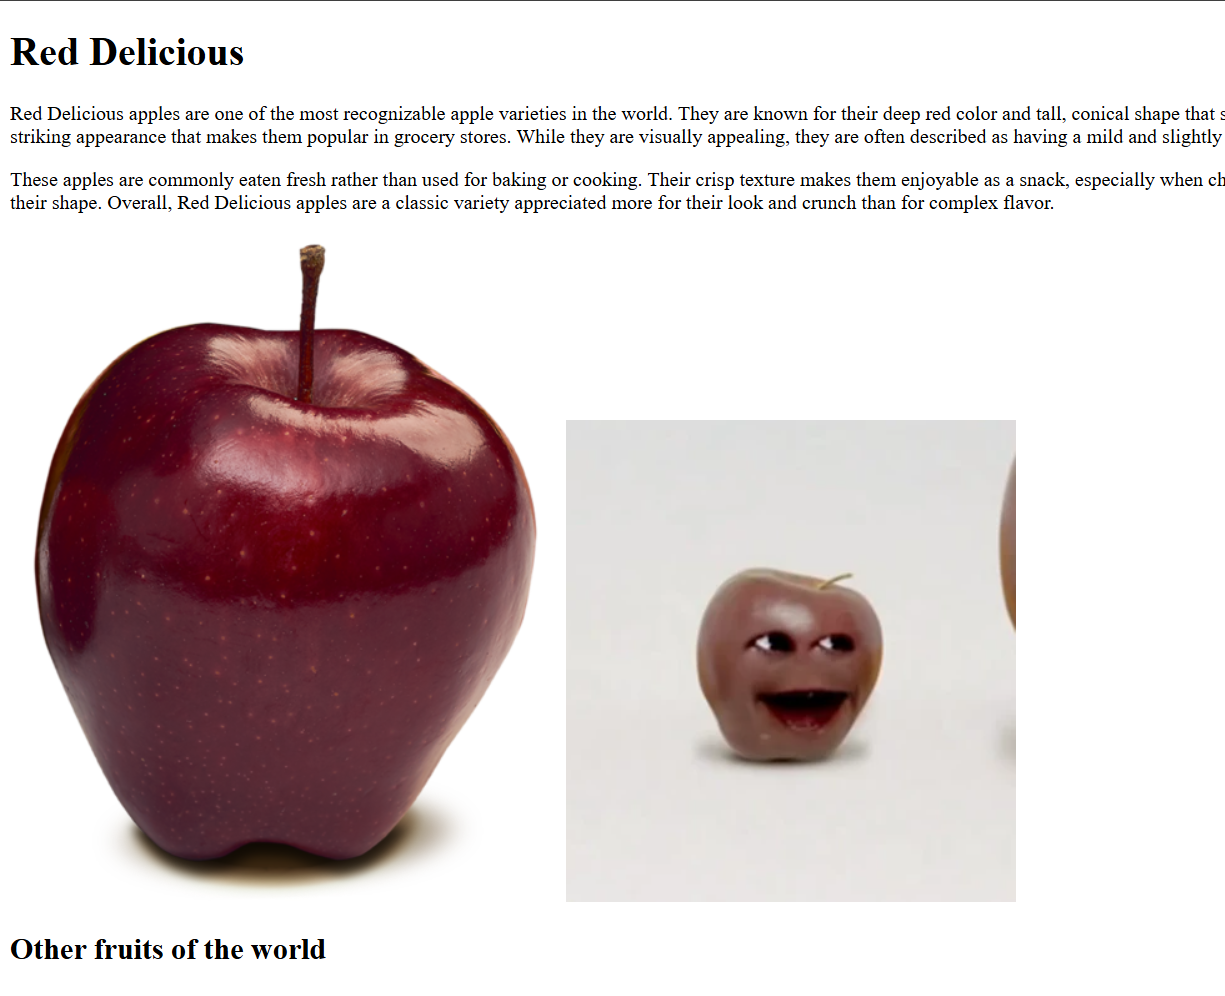 Red Delicious
Red Delicious apples are one of the most recognizable apple varieties in the world. They are known for their deep red color and tall, conical shape that
striking appearance that makes them popular in grocery stores. While they are visually appealing, they are often described as having a mild and slightly
These apples are commonly eaten fresh rather than used for baking or cooking. Their crisp texture makes them enjoyable as a snack, especially when
their shape. Overall, Red Delicious apples are a classic variety appreciated more for their look and crunch than for complex flavor.
Other fruits of the world